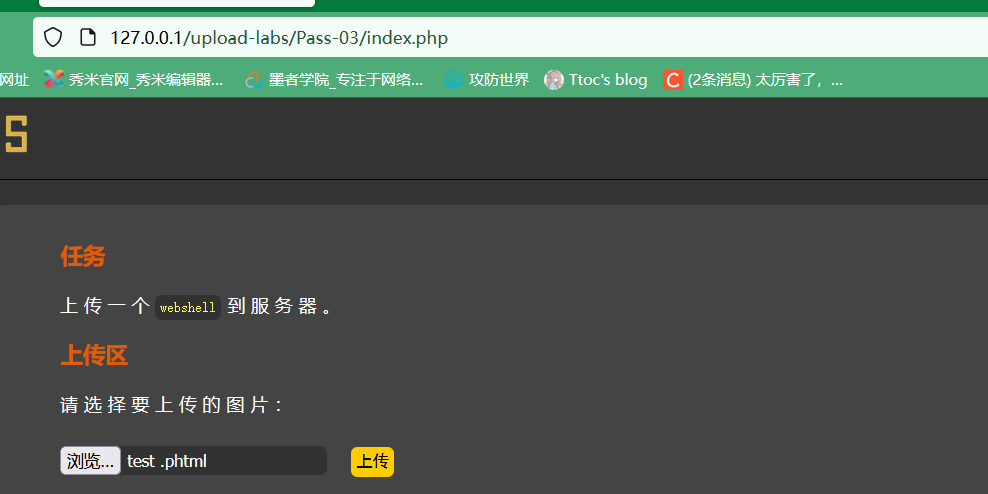 127.0.0.1/upload-labs/Pass-03/index.php
网址 秀米官网_秀米编辑器... 墨者学院_专注于网络... 攻防世界 Ttoc's blog C (2条消息) 太厉害了，...
S
任务
上传一个 webshell 到服务器。
上传区
请选择要上传的图片：
浏览... test .phtml 上传